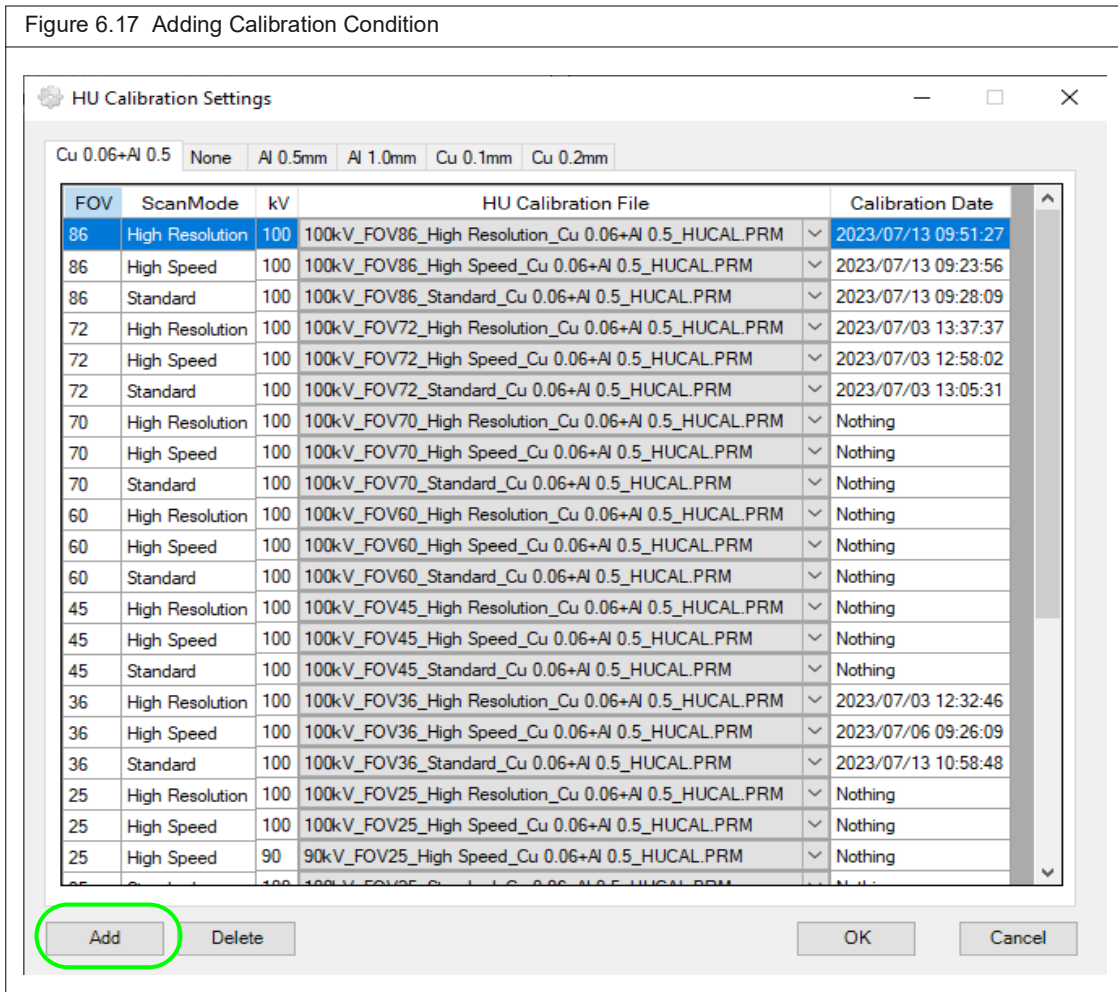 Figure 6.17 Adding Calibration Condition
HU Calibration Settings
Cu 0.06+Al 0.5 None Al 0.5mm Al 1.0mm Cu 0.1mm Cu 0.2mm
FOV ScanMode kV HU Calibration File Calibration Date
86 High Resolution 100 100kV_FOV86_High Resolution_Cu 0.06+Al 0.5_HUCAL.PRM 2023/07/13 09:51:27
86 High Speed 100 100kV_FOV86_High Speed_Cu 0.06+Al 0.5_HUCAL.PRM 2023/07/13 09:23:56
86 Standard 100 100kV_FOV86_Standard_Cu 0.06+Al 0.5_HUCAL.PRM 2023/07/13 09:28:09
72 High Resolution 100 100kV_FOV72_High Resolution_Cu 0.06+Al 0.5_HUCAL.PRM 2023/07/03 13:37:37
72 High Speed 100 100kV_FOV72_High Speed_Cu 0.06+Al 0.5_HUCAL.PRM 2023/07/03 12:58:02
72 Standard 100 100kV_FOV72_Standard_Cu 0.06+Al 0.5_HUCAL.PRM 2023/07/03 13:05:31
70 High Resolution 100 100kV_FOV70_High Resolution_Cu 0.06+Al 0.5_HUCAL.PRM Nothing
70 High Speed 100 100kV_FOV70_High Speed_Cu 0.06+Al 0.5_HUCAL.PRM Nothing
70 Standard 100 100kV_FOV70_Standard_Cu 0.06+Al 0.5_HUCAL.PRM Nothing
60 High Resolution 100 100kV_FOV60_High Resolution_Cu 0.06+Al 0.5_HUCAL.PRM Nothing
60 High Speed 100 100kV_FOV60_High Speed_Cu 0.06+Al 0.5_HUCAL.PRM Nothing
60 Standard 100 100kV_FOV60_Standard_Cu 0.06+Al 0.5_HUCAL.PRM Nothing
45 High Resolution 100 100kV_FOV45_High Resolution_Cu 0.06+Al 0.5_HUCAL.PRM Nothing
45 High Speed 100 100kV_FOV45_High Speed_Cu 0.06+Al 0.5_HUCAL.PRM Nothing
45 Standard 100 100kV_FOV45_Standard_Cu 0.06+Al 0.5_HUCAL.PRM Nothing
36 High Resolution 100 100kV_FOV36_High Resolution_Cu 0.06+Al 0.5_HUCAL.PRM 2023/07/03 12:32:46
36 High Speed 100 100kV_FOV36_High Speed_Cu 0.06+Al 0.5_HUCAL.PRM 2023/07/06 09:26:09
36 Standard 100 100kV_FOV36_Standard_Cu 0.06+Al 0.5_HUCAL.PRM 2023/07/13 10:58:48
25 High Resolution 100 100kV_FOV25_High Resolution_Cu 0.06+Al 0.5_HUCAL.PRM Nothing
25 High Speed 100 100kV_FOV25_High Speed_Cu 0.06+Al 0.5_HUCAL.PRM Nothing
25 High Speed 90 90kV_FOV25_High Speed_Cu 0.06+Al 0.5_HUCAL.PRM Nothing
Add Delete OK Cancel